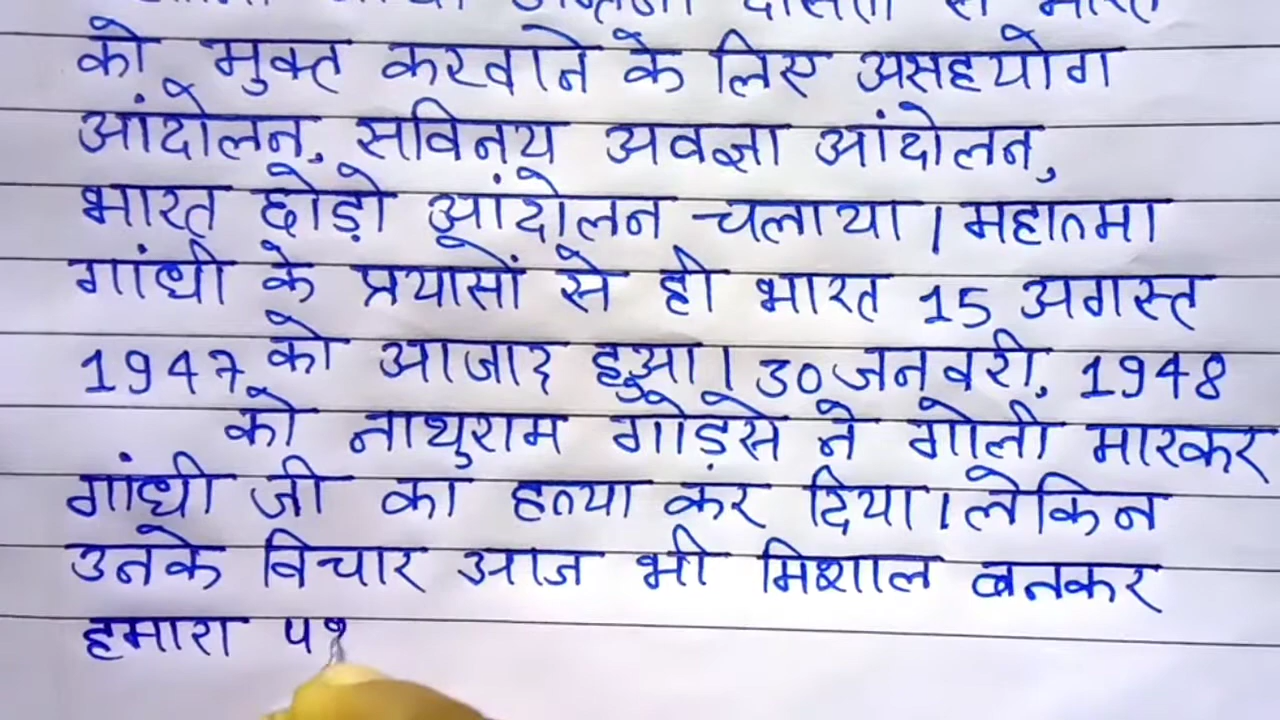 को मुक्त करवाने के लिए असहयोग
आंदोलन, सविनय अवज्ञा आंदोलन,
भारत छोड़ो आंदोलन चलाया। महात्मा
गांधी के प्रयासों से ही भारत 15 अगस्त
1947 को आजाद हुआ। 30 जनवरी, 1948
को नाथुराम गोड़से ने गोली मारकर
गांधी जी का हत्या कर दिया। लेकिन
उनके विचार आज भी मिशाल बनकर
हमारा